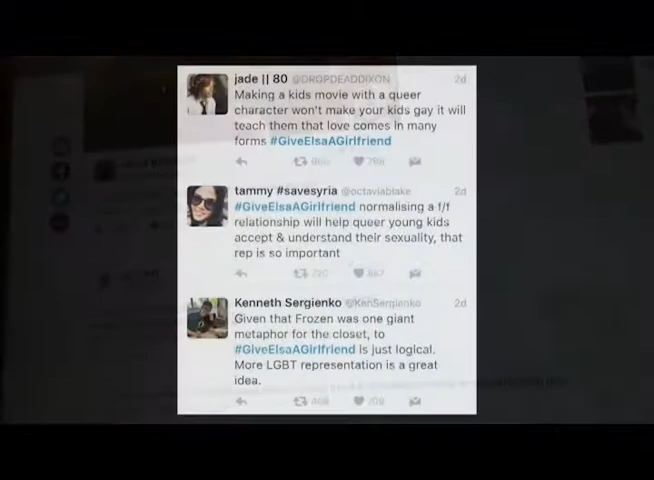 jade || 80 @DROPDEADDIXON 2d
Making a kids movie with a queer
character won't make your kids gay it will
teach them that love comes in many
forms #GiveElsaAGirlfriend
tammy #savesyria @octaviablake 2d
#GiveElsaAGirlfriend normalising a f/f
relationship will help queer young kids
accept & understand their sexuality, that
rep is so important
Kenneth Sergienko @KenSergienko 2d
Given that Frozen was one giant
metaphor for the closet, to
#GiveElsaAGirlfriend is just logical.
More LGBT representation is a great
idea.